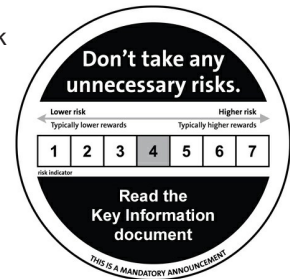 k
Don't take any
unnecessary risks.
Lower risk Higher risk
Typically lower rewards Typically higher rewards
1 2 3 4 5 6 7
risk indicator
Read the
Key Information
document
THIS IS A MANDATORY ANNOUNCEMENT